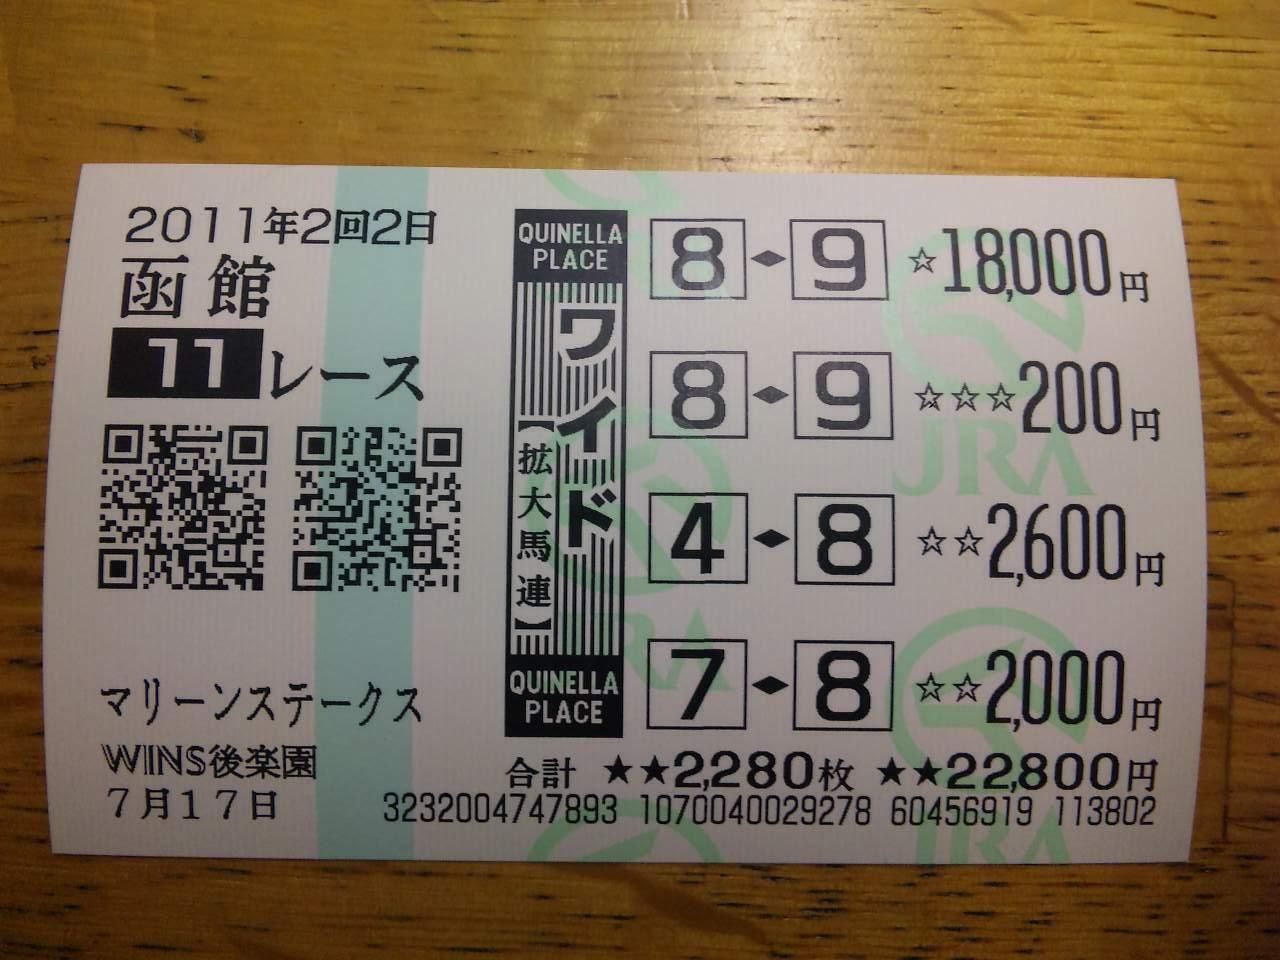 2011年2回2日
函館
11レース
マリーンステークス
WINS後楽園
7月17日
QUINELLA
PLACE
ワイド
【拡大馬連】
QUINELLA
PLACE
8◆9 ☆18,000円
8◆9 ☆☆☆200円
4◆8 ☆☆2,600円
7◆8 ☆☆2,000円
合計 ★★2,280枚 ★★22,800円
3232004747893 1070040029278 60456919 113802
JRA
JRA
JRA